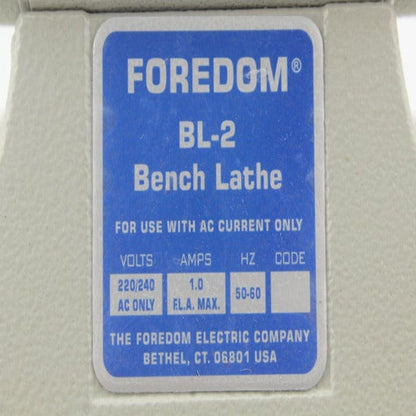 FOREDOM®
BL-2
Bench Lathe
FOR USE WITH AC CURRENT ONLY
VOLTS AMPS HZ CODE
220/240 1.0 50-60
AC ONLY F.L.A. MAX.
THE FOREDOM ELECTRIC COMPANY
BETHEL, CT. 06801 USA